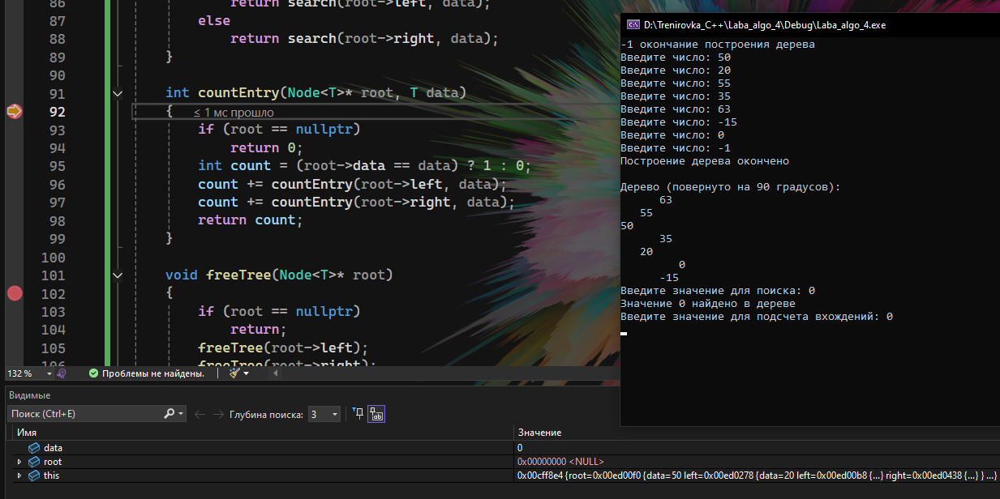 86 return search(root->left, data);
87 else
88 return search(root->right, data);
89 }
90
91 int countEntry(Node<T>* root, T data)
92 { ≤ 1 мс прошло
93 if (root == nullptr)
94 return 0;
95 int count = (root->data == data) ? 1 : 0;
96 count += countEntry(root->left, data);
97 count += countEntry(root->right, data);
98 return count;
99 }
100
101 void freeTree(Node<T>* root)
102 {
103 if (root == nullptr)
104 return;
105 freeTree(root->left);
106 freeTree(root->right);
132 %
Проблемы не найдены.
D:\Trenirovka_C++\Laba_algo_4\Debug\Laba_algo_4.exe
-1 окончание построения дерева
Введите число: 50
Введите число: 20
Введите число: 55
Введите число: 35
Введите число: 63
Введите число: -15
Введите число: 0
Введите число: -1
Построение дерева окончено
Дерево (повернуто на 90 градусов):
63
55
50
35
20
0
-15
Введите значение для поиска: 0
Значение 0 найдено в дереве
Введите значение для подсчета вхождений: 0
Видимые
Поиск (Ctrl+E) Глубина поиска: 3
Имя Значение
data 0
root 0x00000000 <NULL>
this 0x00cff8e4 {root=0x00ed00f0 {data=50 left=0x00ed0278 {data=20 left=0x00ed00b8 {...} right=0x00ed0438 {...} } ...}